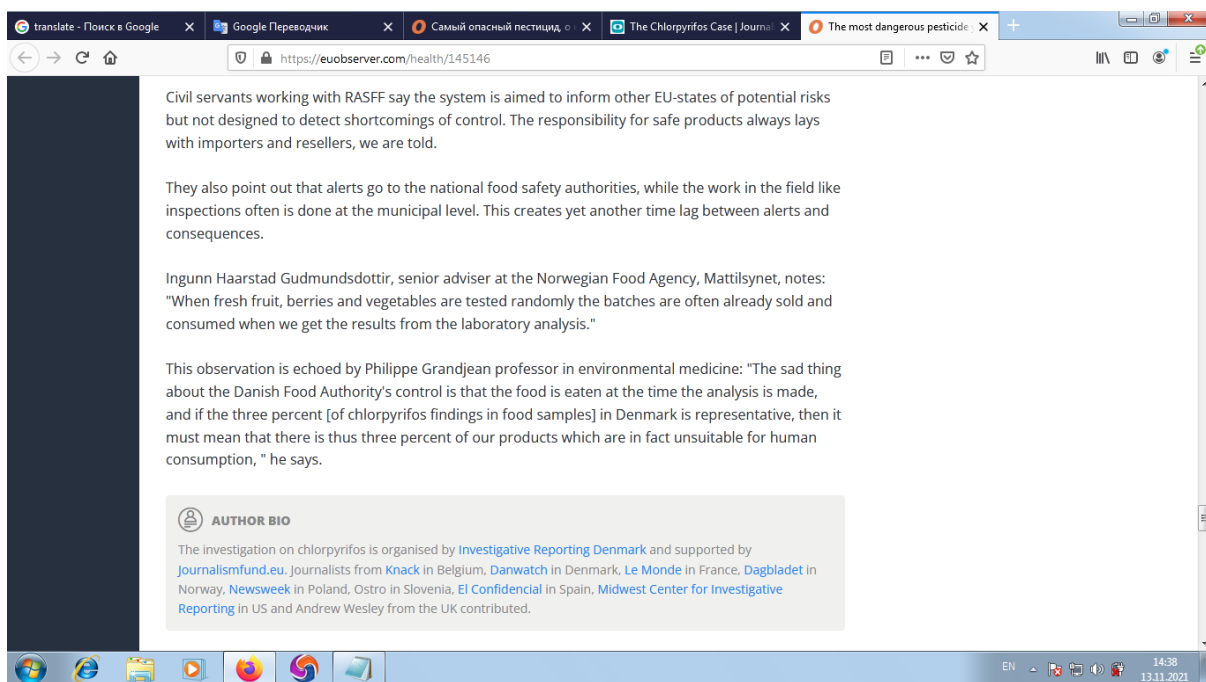 translate - Поиск в Google
Google Переводчик
Самый опасный пестицид, о
The Chlorpyrifos Case | Journal
The most dangerous pesticide y
https://euobserver.com/health/145146
Civil servants working with RASFF say the system is aimed to inform other EU-states of potential risks
but not designed to detect shortcomings of control. The responsibility for safe products always lays
with importers and resellers, we are told.
They also point out that alerts go to the national food safety authorities, while the work in the field like
inspections often is done at the municipal level. This creates yet another time lag between alerts and
consequences.
Ingunn Haarstad Gudmundsdottir, senior adviser at the Norwegian Food Agency, Mattilsynet, notes:
"When fresh fruit, berries and vegetables are tested randomly the batches are often already sold and
consumed when we get the results from the laboratory analysis."
This observation is echoed by Philippe Grandjean professor in environmental medicine: "The sad thing
about the Danish Food Authority's control is that the food is eaten at the time the analysis is made,
and if the three percent [of chlorpyrifos findings in food samples] in Denmark is representative, then it
must mean that there is thus three percent of our products which are in fact unsuitable for human
consumption, " he says.
AUTHOR BIO
The investigation on chlorpyrifos is organised by Investigative Reporting Denmark and supported by
Journalismfund.eu. Journalists from Knack in Belgium, Danwatch in Denmark, Le Monde in France, Dagbladet in
Norway, Newsweek in Poland, Ostro in Slovenia, El Confidencial in Spain, Midwest Center for Investigative
Reporting in US and Andrew Wesley from the UK contributed.
EN
14:38
13.11.2021